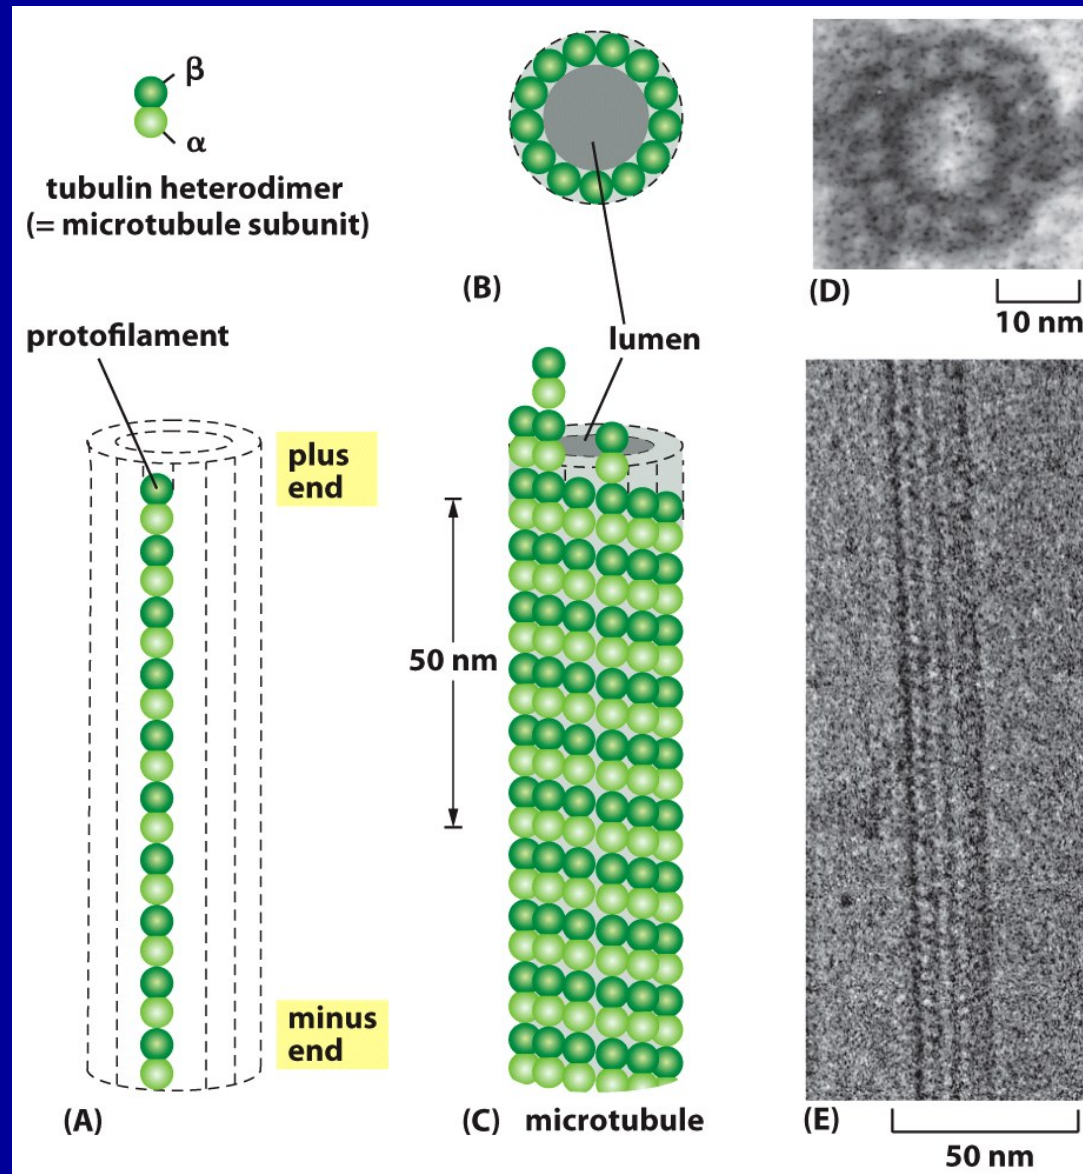 β
α
tubulin heterodimer
(= microtubule subunit)
(B)
(D)
10 nm
protofilament
lumen
plus
end
50 nm
minus
end
(A)
(C) microtubule
(E)
50 nm